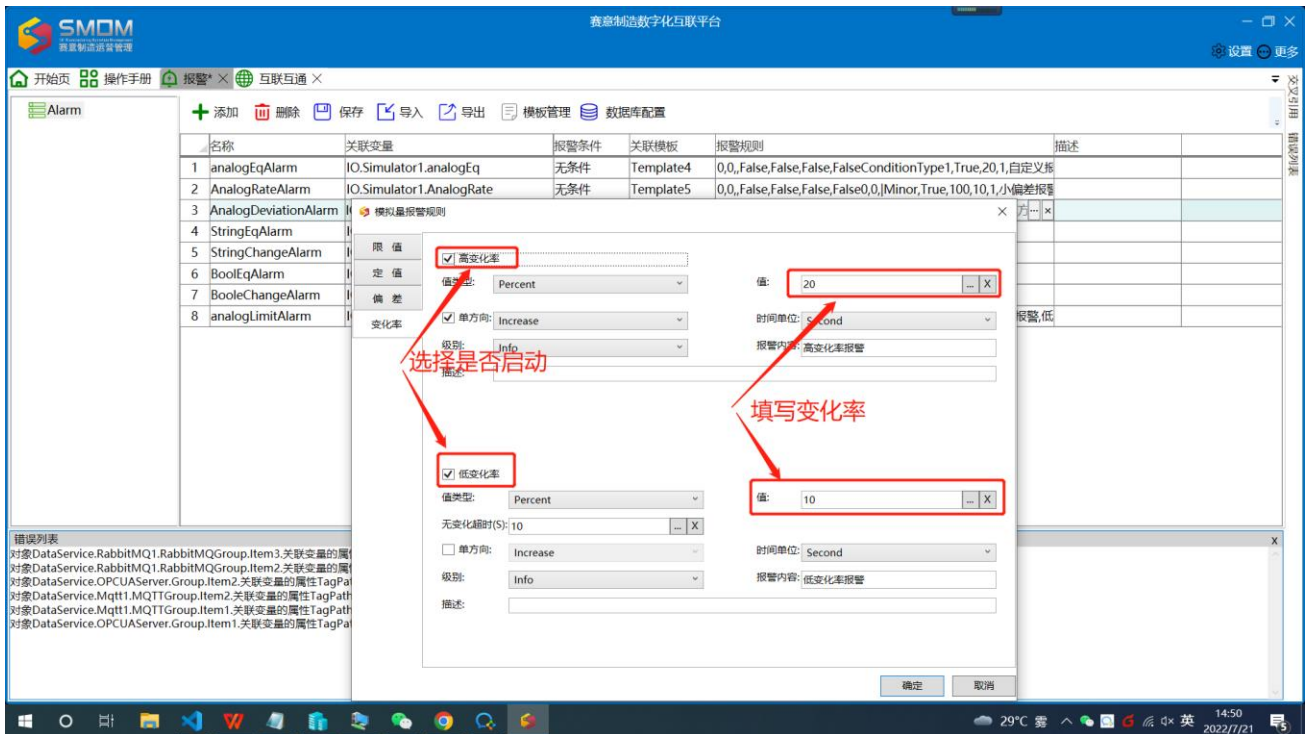 赛意制造数字化互联平台
SMOM
赛意制造运营管理
设置 更多
开始页 操作手册 报警* 互联互通
交叉引用
错误列表
Alarm
添加 删除 保存 导入 导出 模板管理 数据库配置
名称 关联变量 报警条件 关联模板 报警规则 描述
1 analogEqAlarm IO.Simulator1.analogEq 无条件 Template4 0,0,,False,False,False,FalseConditionType1,True,20,1,自定义报
2 AnalogRateAlarm IO.Simulator1.AnalogRate 无条件 Template5 0,0,,False,False,False,False0,0,|Minor,True,100,10,1,小偏差报警
3 AnalogDeviationAlarm
4 StringEqAlarm
5 StringChangeAlarm
6 BoolEqAlarm
7 BooleChangeAlarm
8 analogLimitAlarm
报警,低
模拟量报警规则
限 值
定 值
偏 差
变化率
高变化率
值类型: Percent 值: 20 ... X
单方向: Increase 时间单位: Second
级别: Info 报警内容: 高变化率报警
描述:
选择是否启动
填写变化率
低变化率
值类型: Percent 值: 10 ... X
无变化超时(S): 10 ... X
单方向: Increase 时间单位: Second
级别: Info 报警内容: 低变化率报警
描述:
确定 取消
错误列表 X
对象DataService.RabbitMQ1.RabbitMQGroup.Item3.关联变量的属
对象DataService.RabbitMQ1.RabbitMQGroup.Item2.关联变量的属
对象DataService.OPCUAServer.Group.Item2.关联变量的属性TagPath
对象DataService.Mqtt1.MQTTGroup.Item2.关联变量的属性TagPath
对象DataService.Mqtt1.MQTTGroup.Item1.关联变量的属性TagPath
对象DataService.OPCUAServer.Group.Item1.关联变量的属性TagPa
29°C 雾 英 14:50
2022/7/21